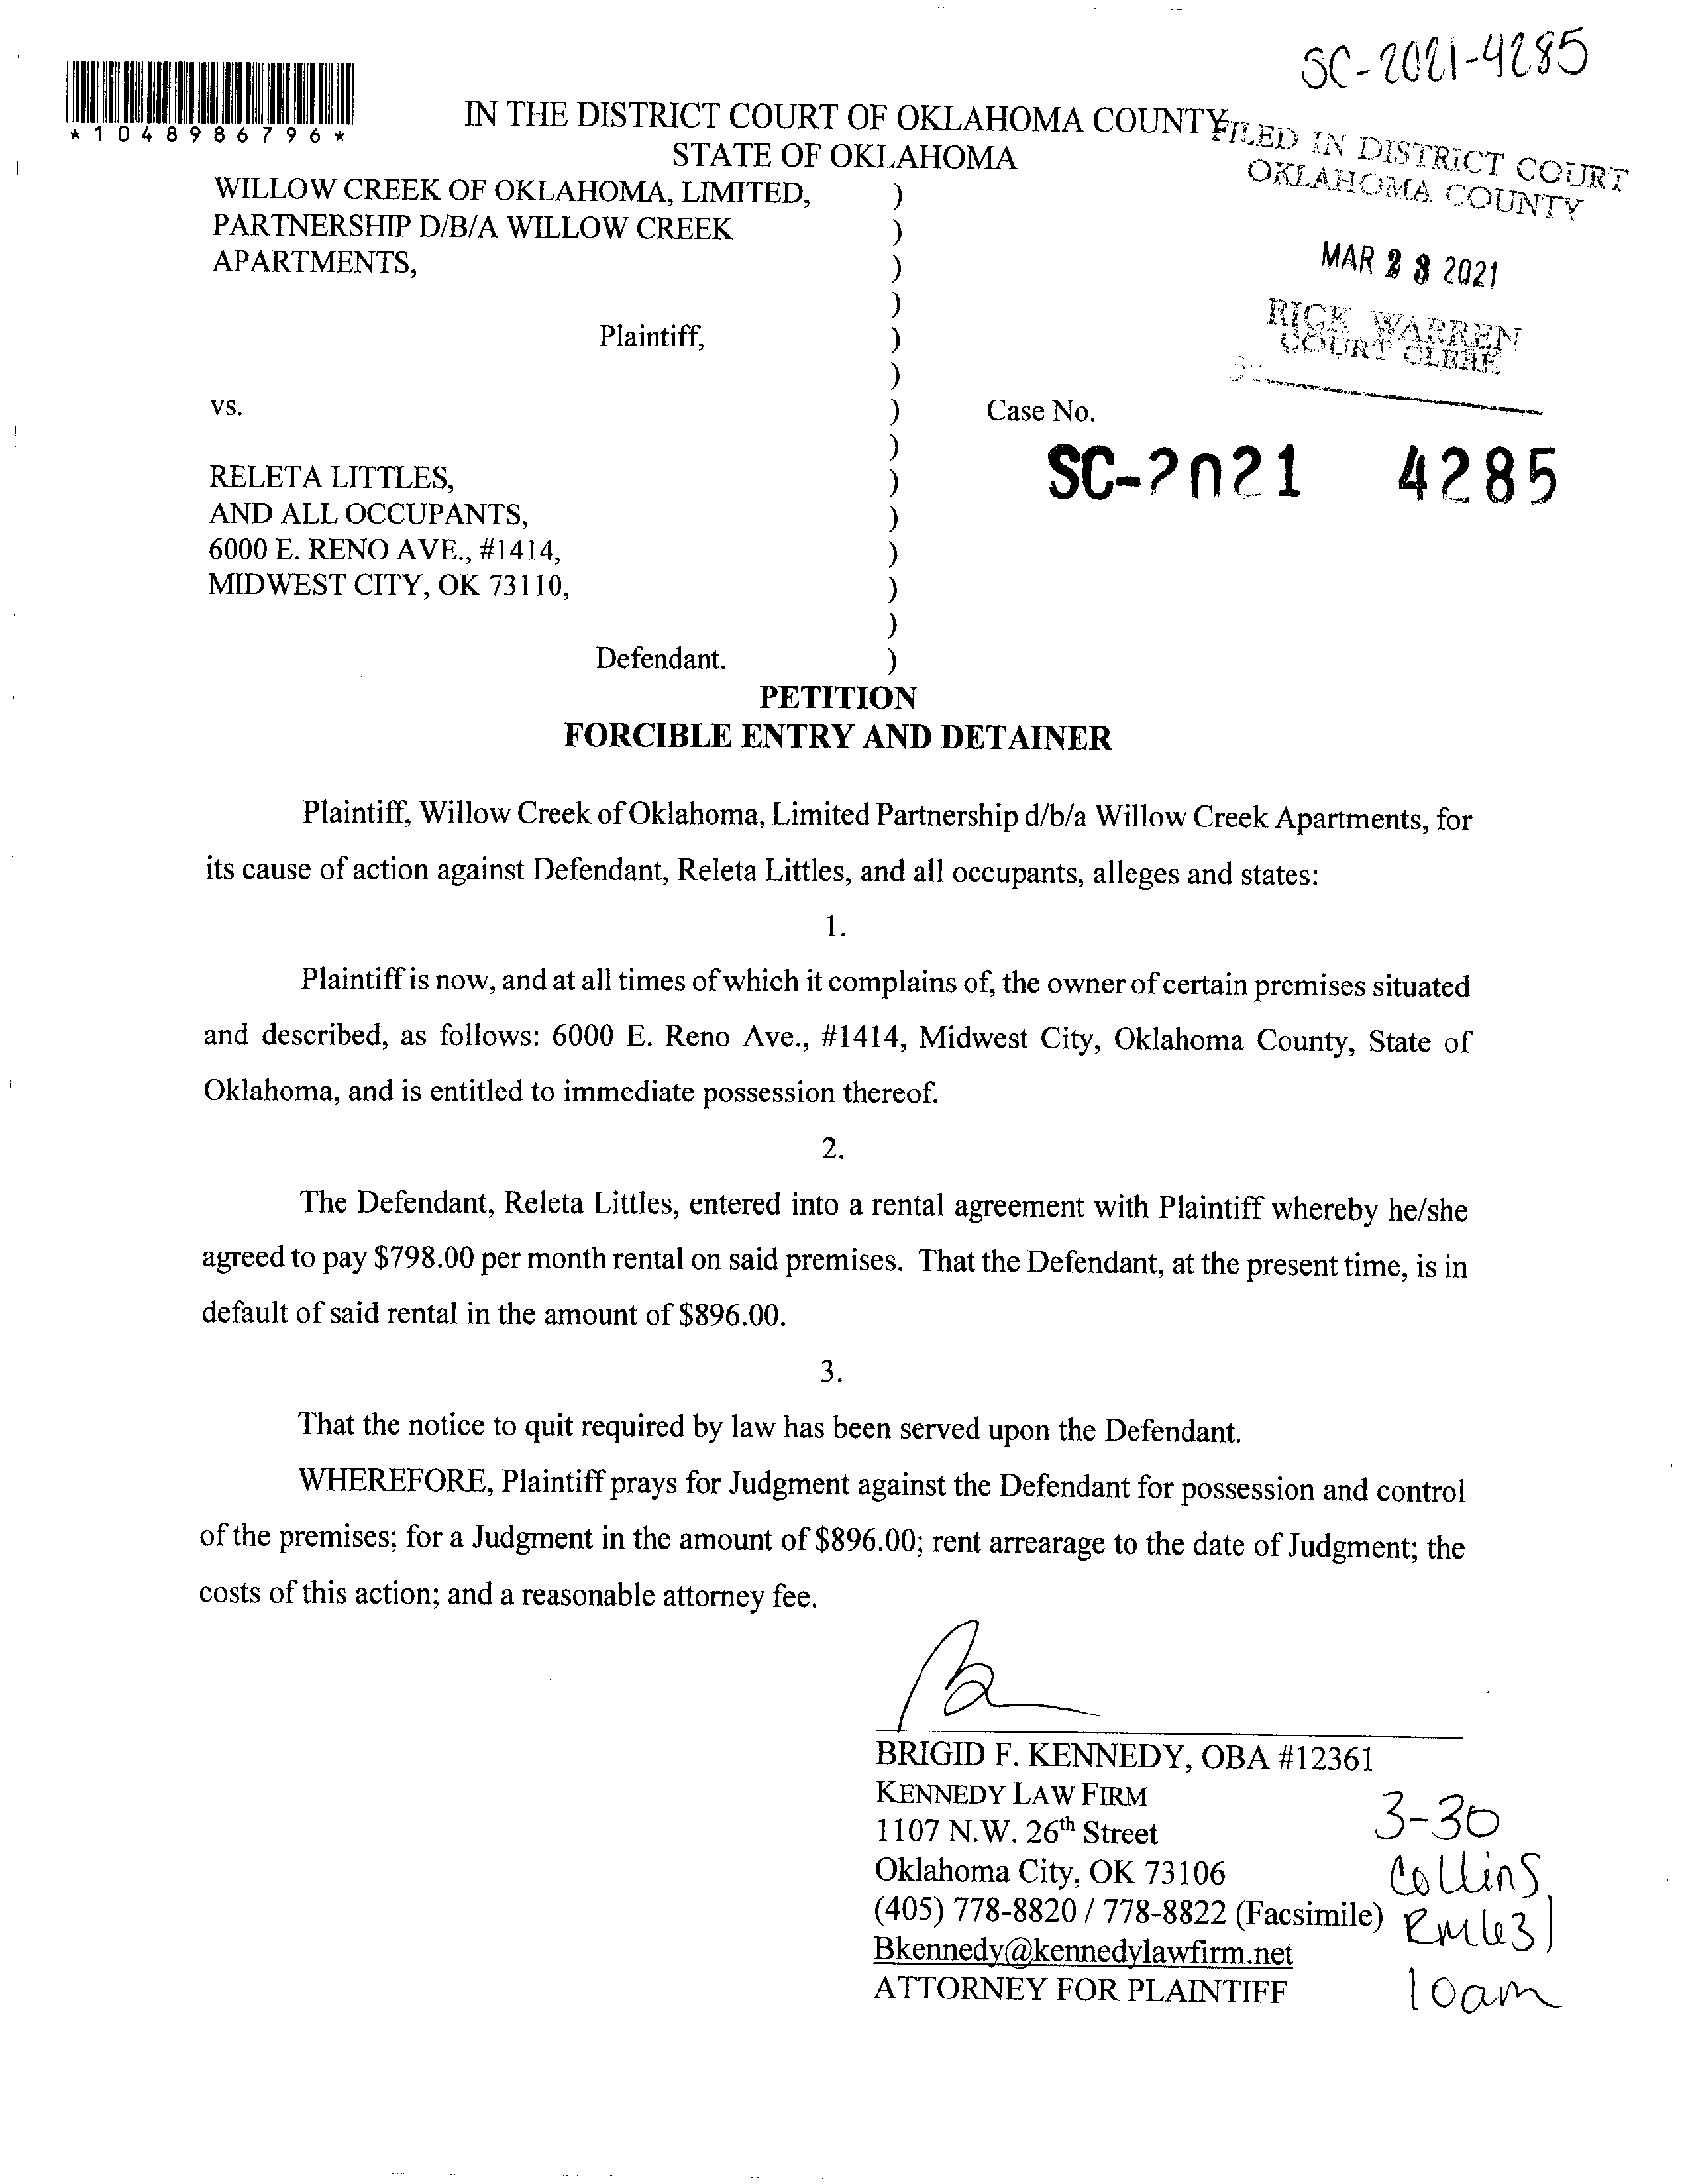 SC-2021-4285
*1048986796*
IN THE DISTRICT COURT OF OKLAHOMA COUNTY
STATE OF OKLAHOMA
FILED IN DISTRICT COURT
OKLAHOMA COUNTY
MAR 2 3 2021
RICK WARREN
COURT CLERK
WILLOW CREEK OF OKLAHOMA, LIMITED, )
PARTNERSHIP D/B/A WILLOW CREEK )
APARTMENTS, )
)
Plaintiff, )
)
vs. ) Case No.
)
SC-2021 4285
RELETA LITTLES, )
AND ALL OCCUPANTS, )
6000 E. RENO AVE., #1414, )
MIDWEST CITY, OK 73110, )
)
Defendant. )
PETITION
FORCIBLE ENTRY AND DETAINER
Plaintiff, Willow Creek of Oklahoma, Limited Partnership d/b/a Willow Creek Apartments, for
its cause of action against Defendant, Releta Littles, and all occupants, alleges and states:
1.
Plaintiff is now, and at all times of which it complains of, the owner of certain premises situated
and described, as follows: 6000 E. Reno Ave., #1414, Midwest City, Oklahoma County, State of
Oklahoma, and is entitled to immediate possession thereof.
2.
The Defendant, Releta Littles, entered into a rental agreement with Plaintiff whereby he/she
agreed to pay $798.00 per month rental on said premises. That the Defendant, at the present time, is in
default of said rental in the amount of $896.00.
3.
That the notice to quit required by law has been served upon the Defendant.
WHEREFORE, Plaintiff prays for Judgment against the Defendant for possession and control
of the premises; for a Judgment in the amount of $896.00; rent arrearage to the date of Judgment; the
costs of this action; and a reasonable attorney fee.
BRIGID F. KENNEDY, OBA #12361
KENNEDY LAW FIRM
1107 N.W. 26th Street
Oklahoma City, OK 73106
(405) 778-8820 / 778-8822 (Facsimile)
Bkennedy@kennedylawfirm.net
ATTORNEY FOR PLAINTIFF
3-30
Collins
10am